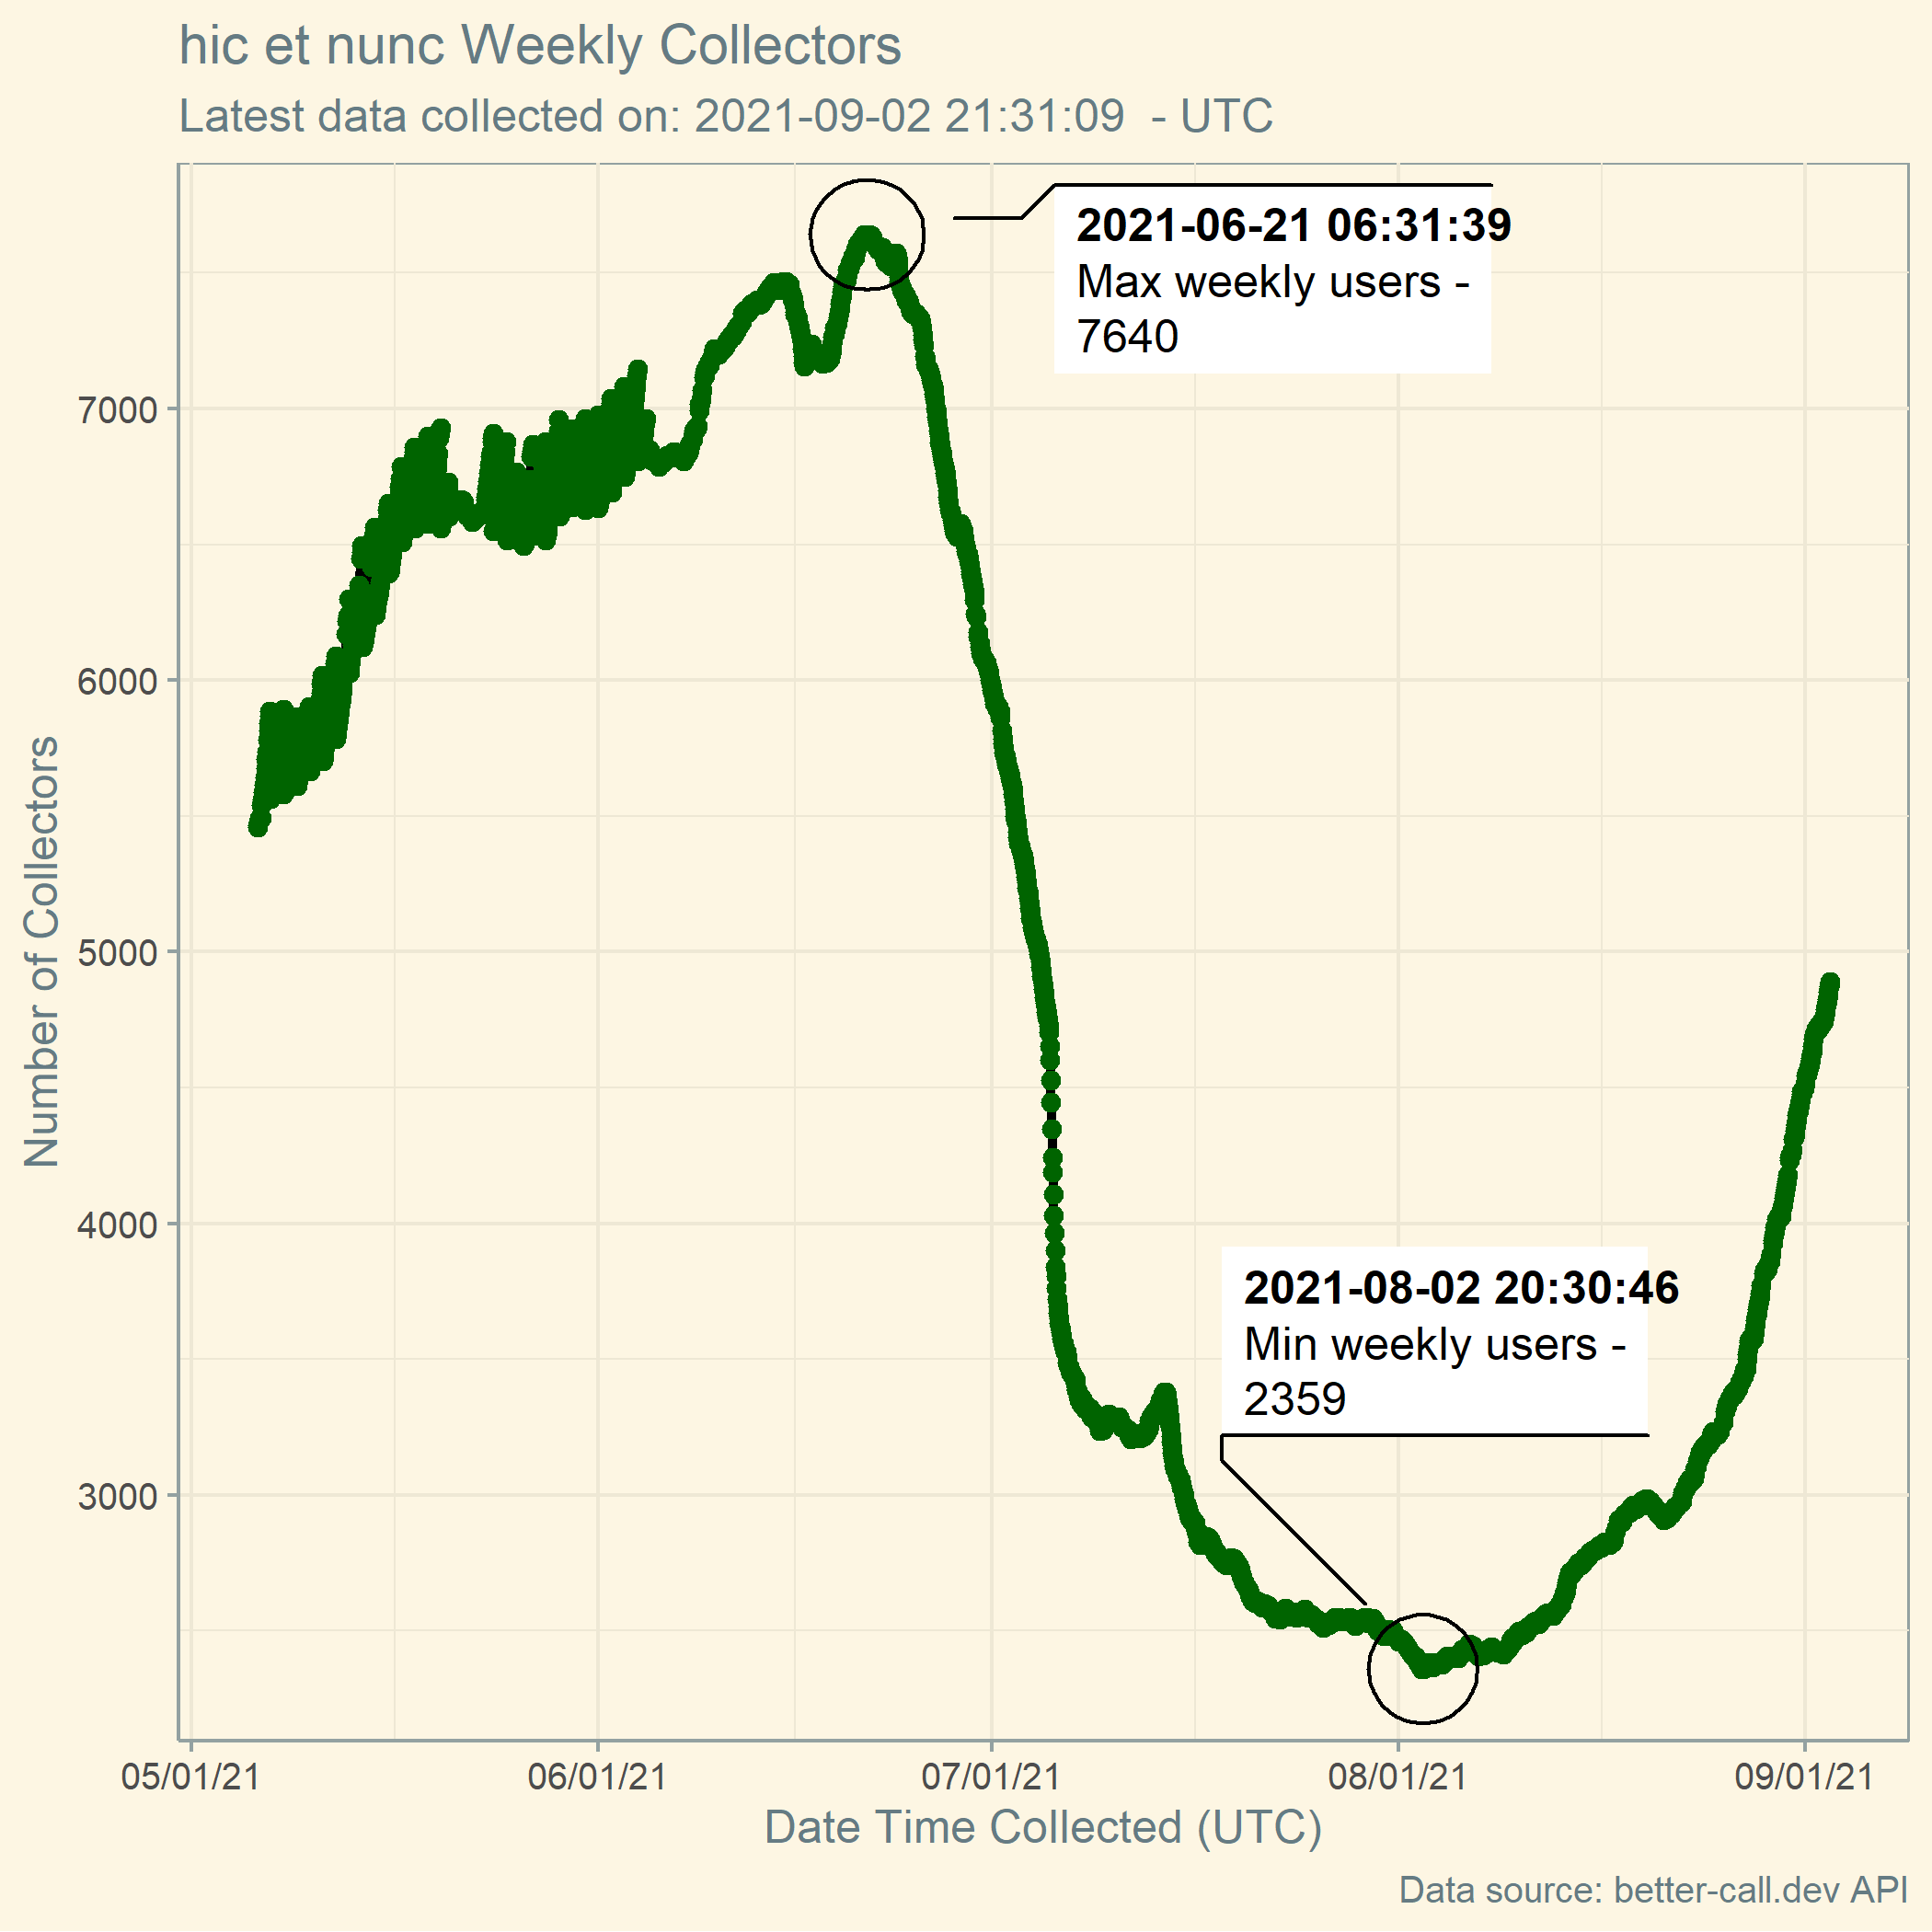 hic et nunc Weekly Collectors
Latest data collected on: 2021-09-02 21:31:09  - UTC
2021-06-21 06:31:39
Max weekly users -
7640
7000
6000
5000
4000
3000
Number of Collectors
2021-08-02 20:30:46
Min weekly users -
2359
05/01/21 06/01/21 07/01/21 08/01/21 09/01/21
Date Time Collected (UTC)
Data source: better-call.dev API